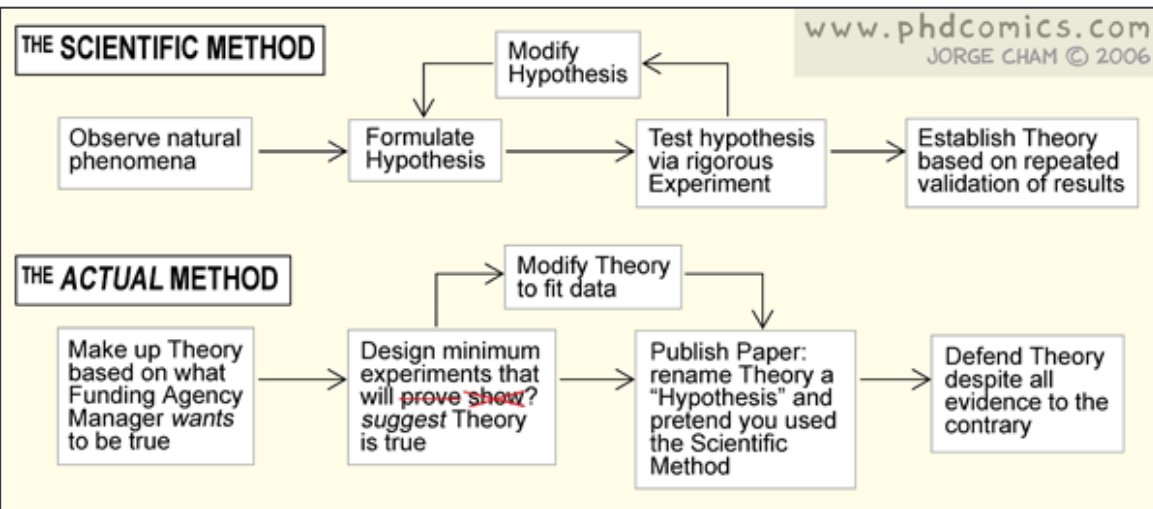 www.phdcomics.com
JORGE CHAM © 2006
THE SCIENTIFIC METHOD
Modify
Hypothesis
Observe natural
phenomena
Formulate
Hypothesis
Test hypothesis
via rigorous
Experiment
Establish Theory
based on repeated
validation of results
THE ACTUAL METHOD
Modify Theory
to fit data
Make up Theory
based on what
Funding Agency
Manager wants
to be true
Design minimum
experiments that
will prove show?
suggest Theory
is true
Publish Paper:
rename Theory a
“Hypothesis” and
pretend you used
the Scientific
Method
Defend Theory
despite all
evidence to the
contrary